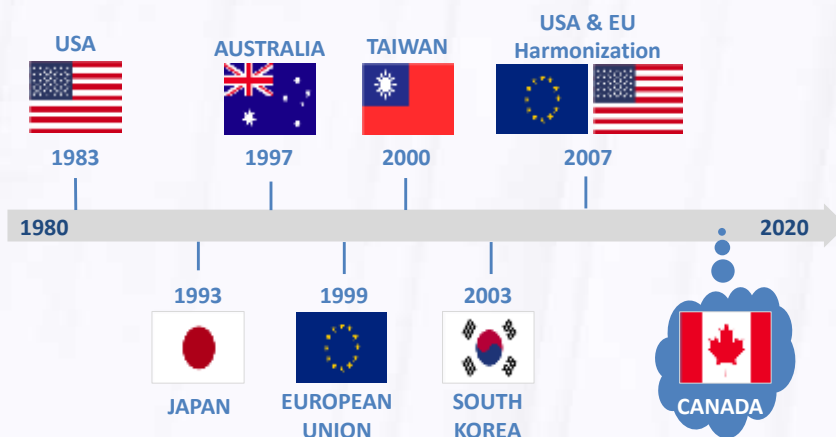 USA
AUSTRALIA
TAIWAN
USA & EU
Harmonization
1983
1997
2000
2007
1980
2020
1993
1999
2003
JAPAN
EUROPEAN
UNION
SOUTH
KOREA
CANADA